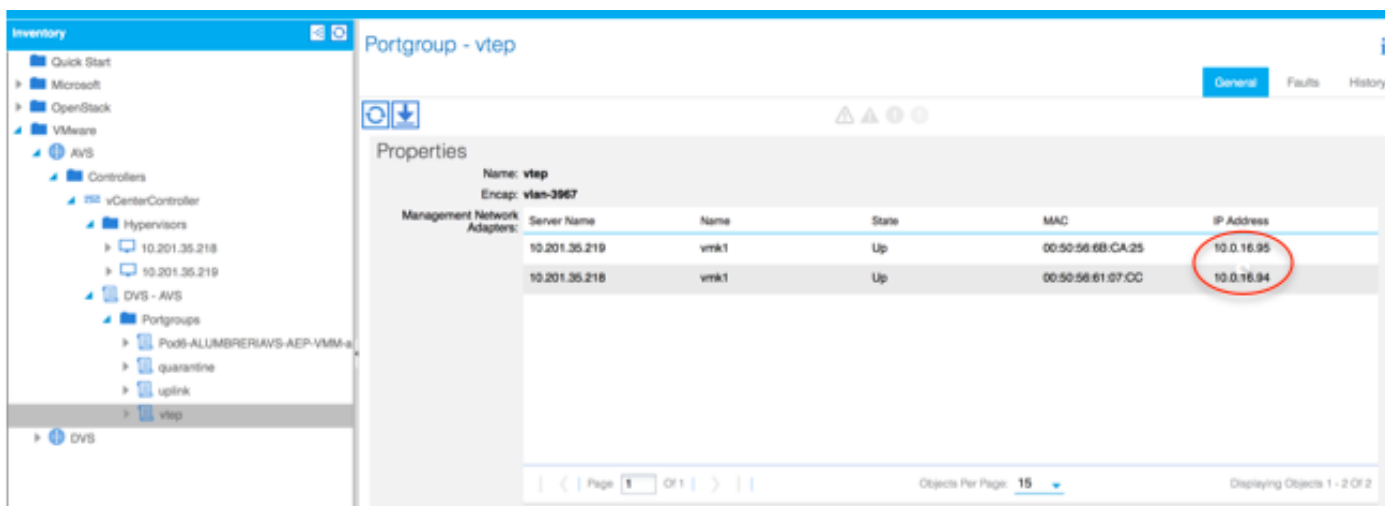 Inventory
Quick Start
Microsoft
OpenStack
VMware
AVS
Controllers
vCenterController
Hypervisors
10.201.35.218
10.201.35.219
DVS - AVS
Portgroups
Pod6-ALUMBRERIAVS-AEP-VMM-a
quarantine
uplink
vtep
DVS
Portgroup - vtep
i
General Faults History
Properties
Name: vtep
Encap: vlan-3967
Management Network Adapters:
Server Name Name State MAC IP Address
10.201.35.219 vmk1 Up 00:50:56:6B:CA:25 10.0.16.95
10.201.35.218 vmk1 Up 00:50:56:61:07:CC 10.0.16.94
Page 1 Of 1 Objects Per Page: 15 Displaying Objects 1 - 2 Of 2